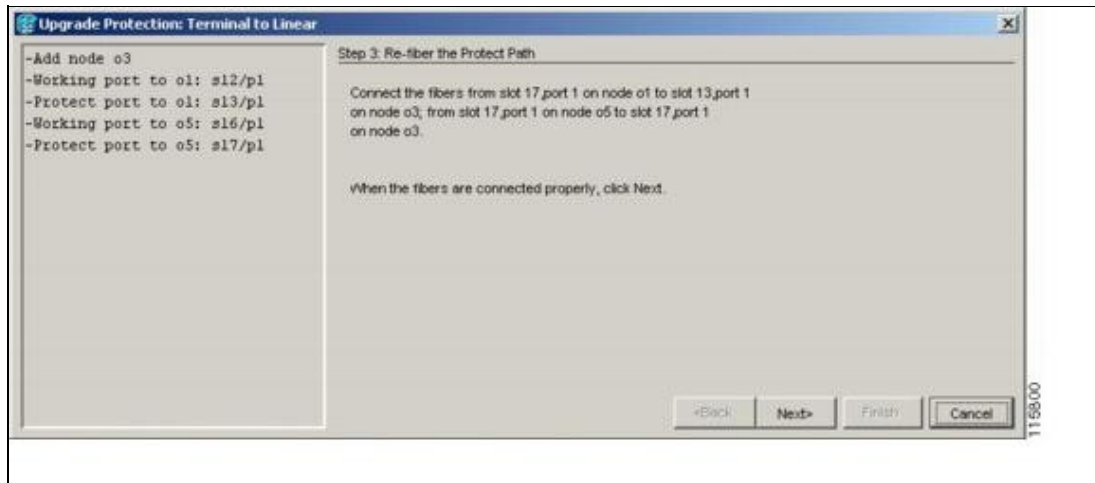 Upgrade Protection: Terminal to Linear
-Add node o3
-Working port to o1: s12/p1
-Protect port to o1: s13/p1
-Working port to o5: s16/p1
-Protect port to o5: s17/p1
Step 3: Re-fiber the Protect Path
Connect the fibers from slot 17,port 1 on node o1 to slot 13,port 1
on node o3; from slot 17,port 1 on node o5 to slot 17,port 1
on node o3.
When the fibers are connected properly, click Next.
<Back
Next>
Finish
Cancel
115800